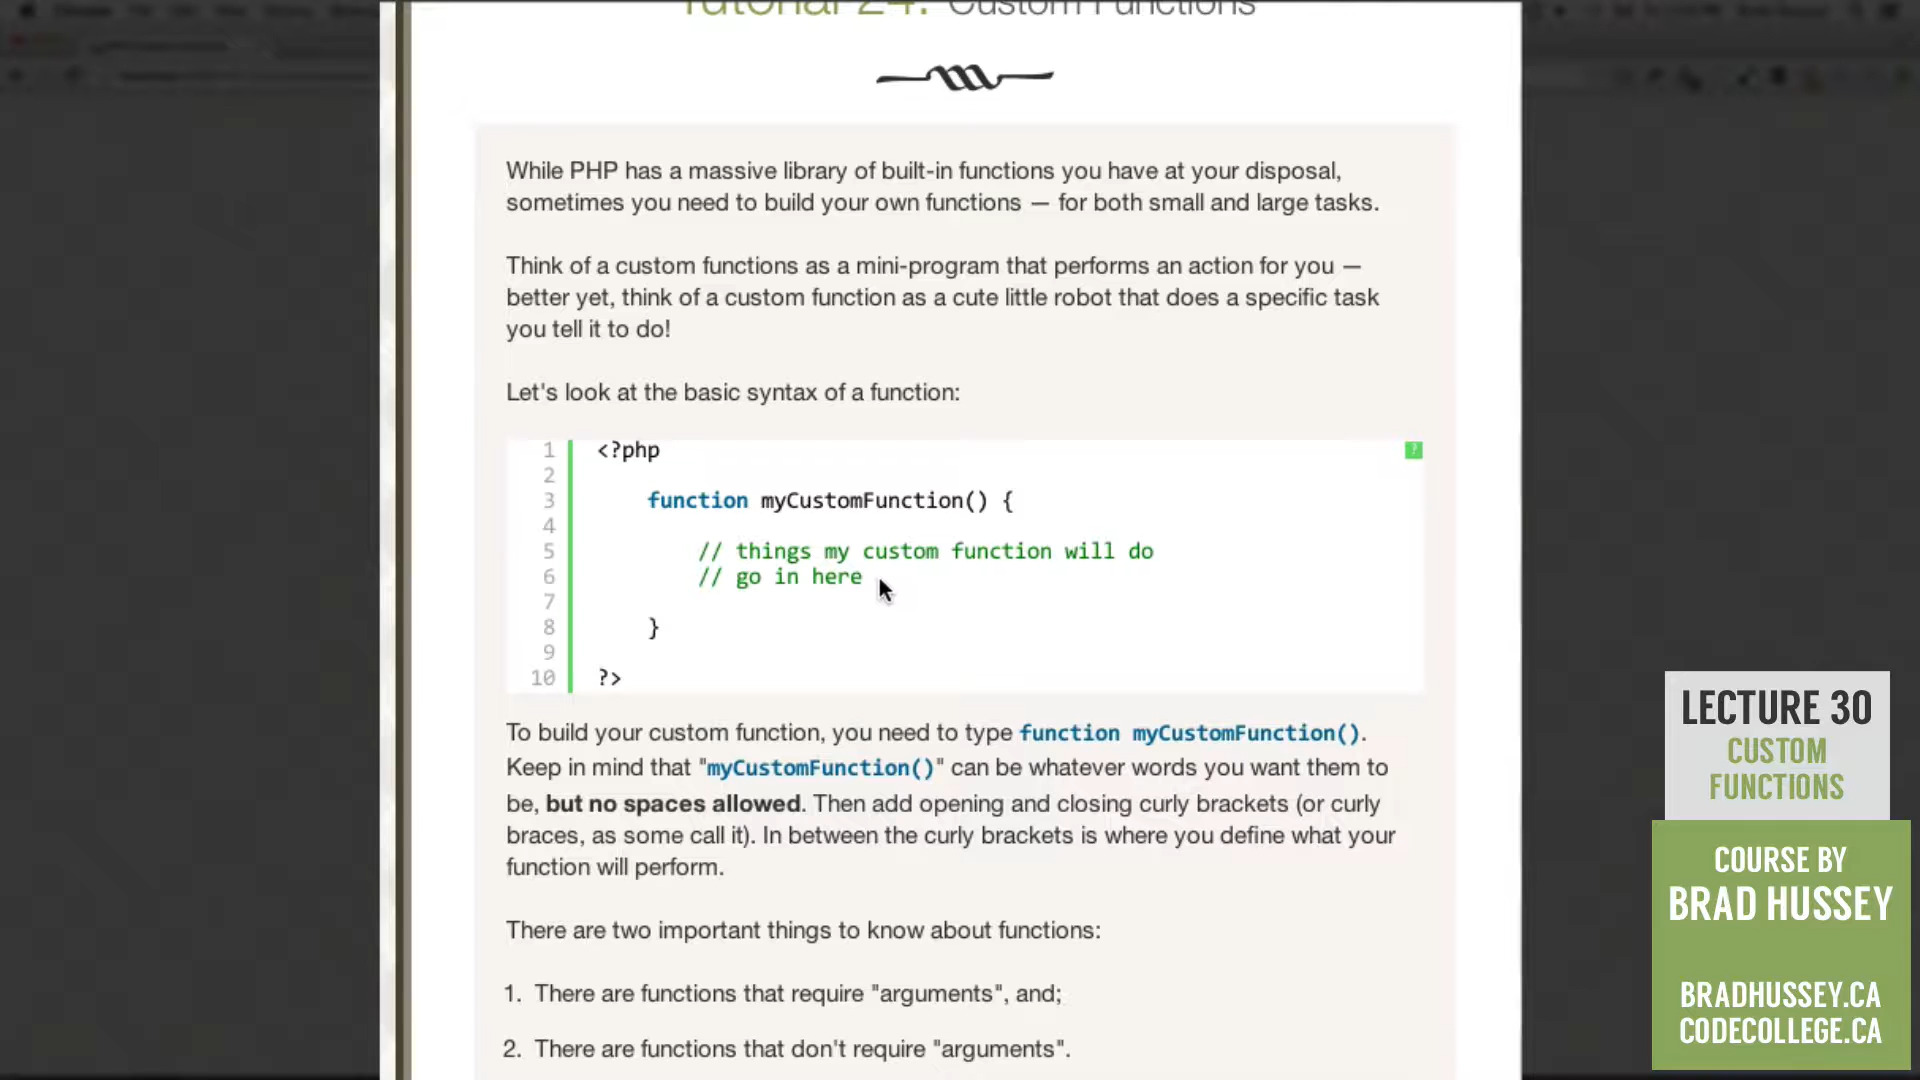 Tutorial 24: Custom Functions
While PHP has a massive library of built-in functions you have at your disposal,
sometimes you need to build your own functions — for both small and large tasks.
Think of a custom functions as a mini-program that performs an action for you —
better yet, think of a custom function as a cute little robot that does a specific task
you tell it to do!
Let's look at the basic syntax of a function:
1 <?php
2
3 function myCustomFunction() {
4
5 // things my custom function will do
6 // go in here
7
8 }
9
10 ?>
?
To build your custom function, you need to type function myCustomFunction().
Keep in mind that "myCustomFunction()" can be whatever words you want them to
be, but no spaces allowed. Then add opening and closing curly brackets (or curly
braces, as some call it). In between the curly brackets is where you define what your
function will perform.
There are two important things to know about functions:
1. There are functions that require "arguments", and;
2. There are functions that don't require "arguments".
LECTURE 30
CUSTOM
FUNCTIONS
COURSE BY
BRAD HUSSEY
BRADHUSSEY.CA
CODECOLLEGE.CA